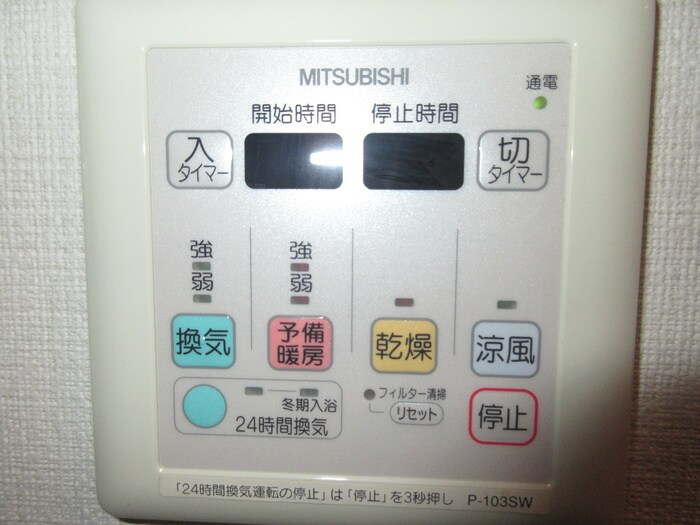 MITSUBISHI
通電
開始時間 停止時間
入
タイマー
切
タイマー
強
弱
強
弱
換気
予備
暖房
乾燥
涼風
冬期入浴
24時間換気
フィルター清掃
リセット
停止
「24時間換気運転の停止」は「停止」を3秒押し P-103SW